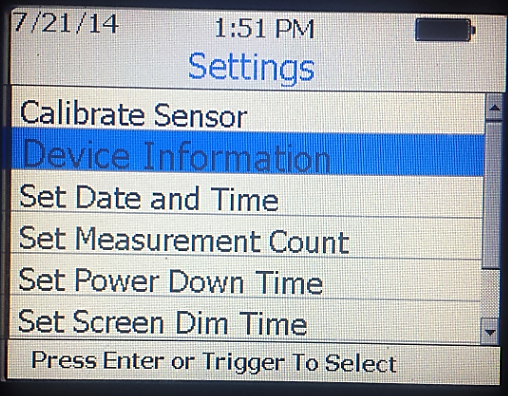 7/21/14 1:51 PM
Settings
Calibrate Sensor
Device Information
Set Date and Time
Set Measurement Count
Set Power Down Time
Set Screen Dim Time
Press Enter or Trigger To Select